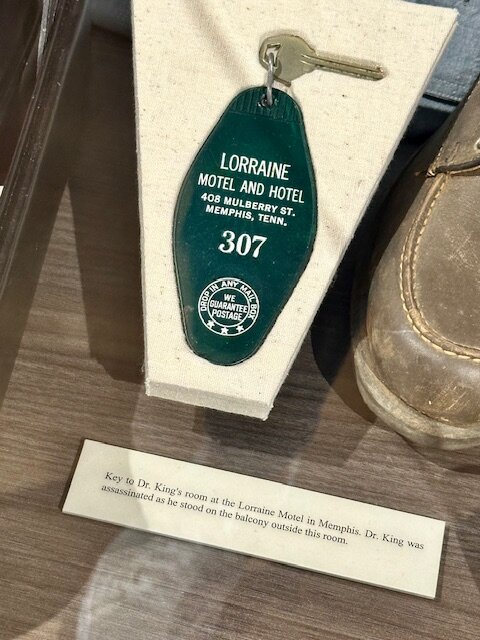 LORRAINE
MOTEL AND HOTEL
408 MULBERRY ST.
MEMPHIS, TENN.
307
DROP IN ANY MAIL BOX
WE
GUARANTEE
POSTAGE
Key to Dr. King's room at the Lorraine Motel in Memphis. Dr. King was
assassinated as he stood on the balcony outside this room.